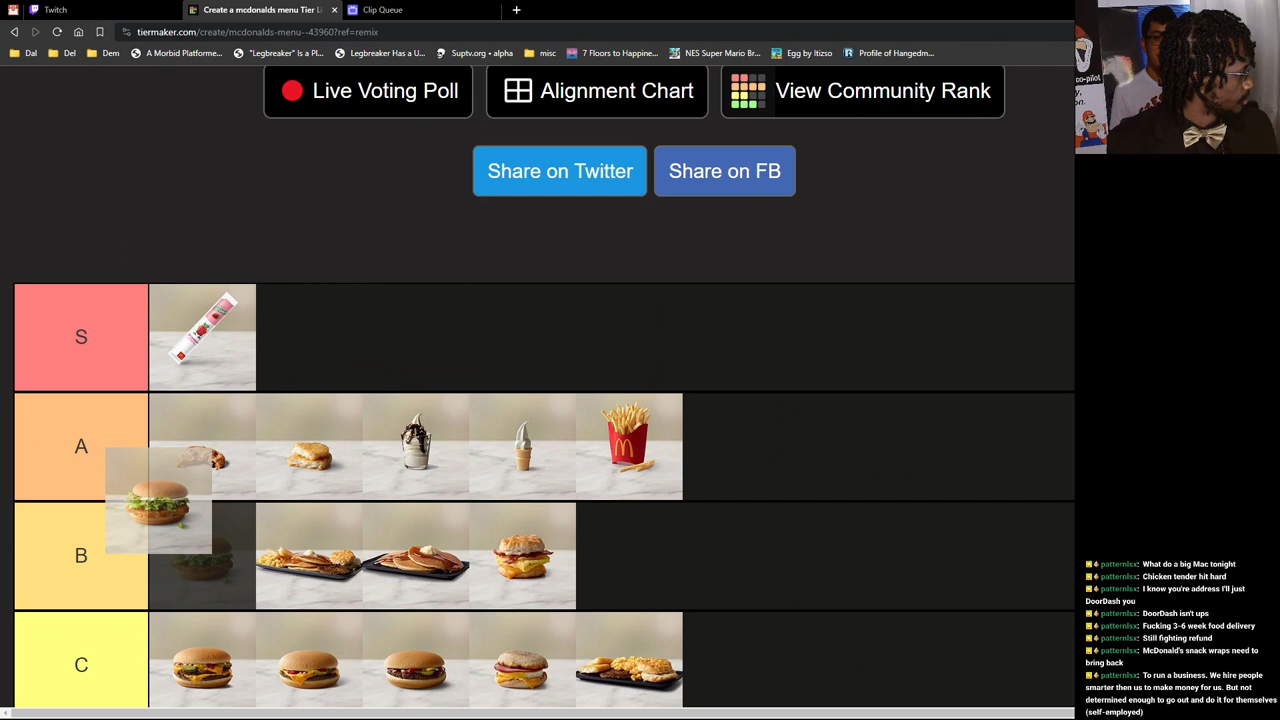 Twitch
Create a mcdonalds menu Tier Li
Clip Queue
tiermaker.com/create/mcdonalds-menu--43960?ref=remix
Dal
Del
Dem
A Morbid Platforme...
"Legbreaker" Is a Pl...
Legbreaker Has a U...
Suptv.org • alpha
misc
7 Floors to Happine...
NES Super Mario Br...
Egg by Itizso
Profile of Hangedm...
Live Voting Poll
Alignment Chart
View Community Rank
Share on Twitter
Share on FB
S
A
B
C
co-pilot
patternlsx: What do a big Mac tonight
patternlsx: Chicken tender hit hard
patternlsx: I know you're address I'll just
DoorDash you
patternlsx: DoorDash isn't ups
patternlsx: Fucking 3-6 week food delivery
patternlsx: Still fighting refund
patternlsx: McDonald's snack wraps need to
bring back
patternlsx: To run a business. We hire people
smarter then us to make money for us. But not
determined enough to go out and do it for themselves
(self-employed)